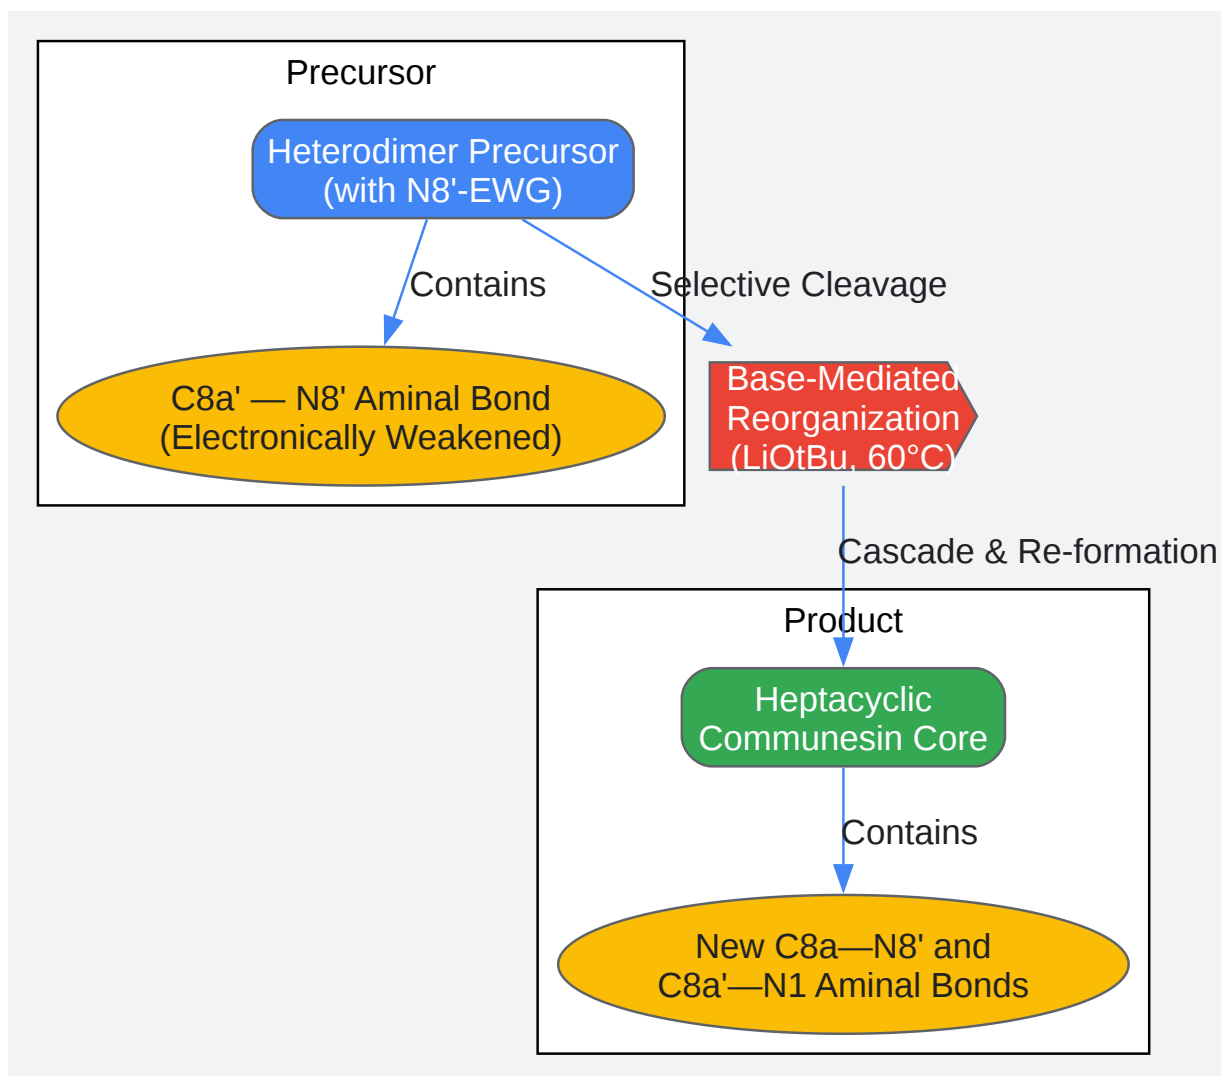 Precursor
Heterodimer Precursor
(with N8'-EWG)
Contains
Selective Cleavage
C8a' — N8' Aminal Bond
(Electronically Weakened)
Base-Mediated
Reorganization
(LiOtBu, 60°C)
Cascade & Re-formation
Product
Heptacyclic
Communesin Core
Contains
New C8a—N8' and
C8a'—N1 Aminal Bonds